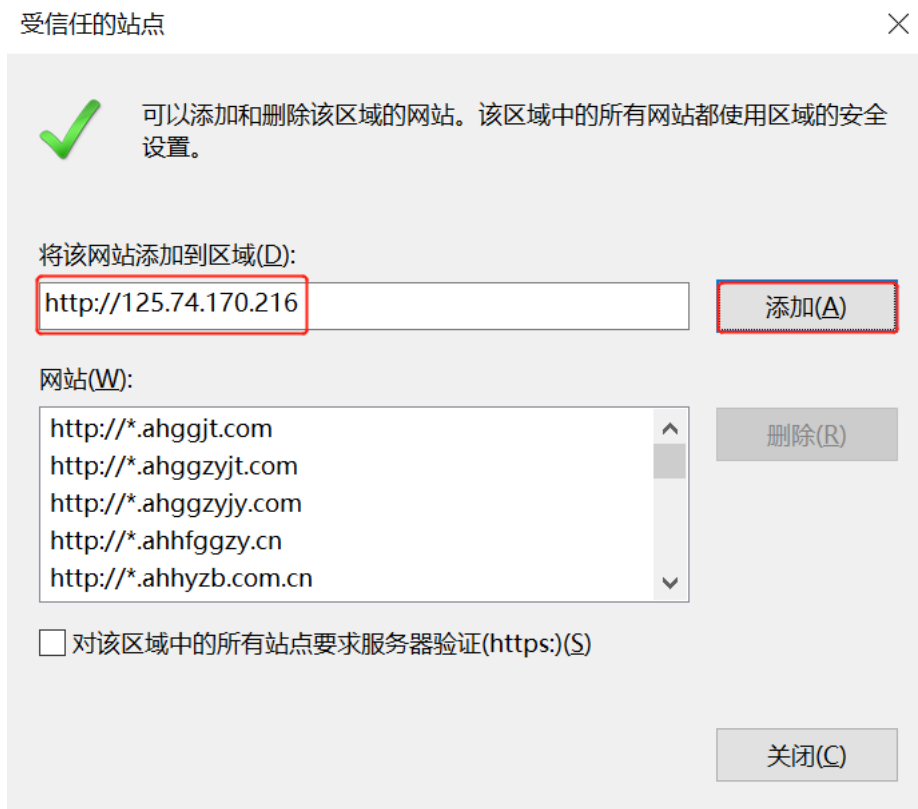 受信任的站点
可以添加和删除该区域的网站。该区域中的所有网站都使用区域的安全
设置。
将该网站添加到区域(D):
http://125.74.170.216
添加(A)
网站(W):
http://*.ahggjt.com
http://*.ahggzyjt.com
http://*.ahggzyjy.com
http://*.ahhfggzy.cn
http://*.ahhyzb.com.cn
删除(R)
对该区域中的所有站点要求服务器验证(https:)(S)
关闭(C)